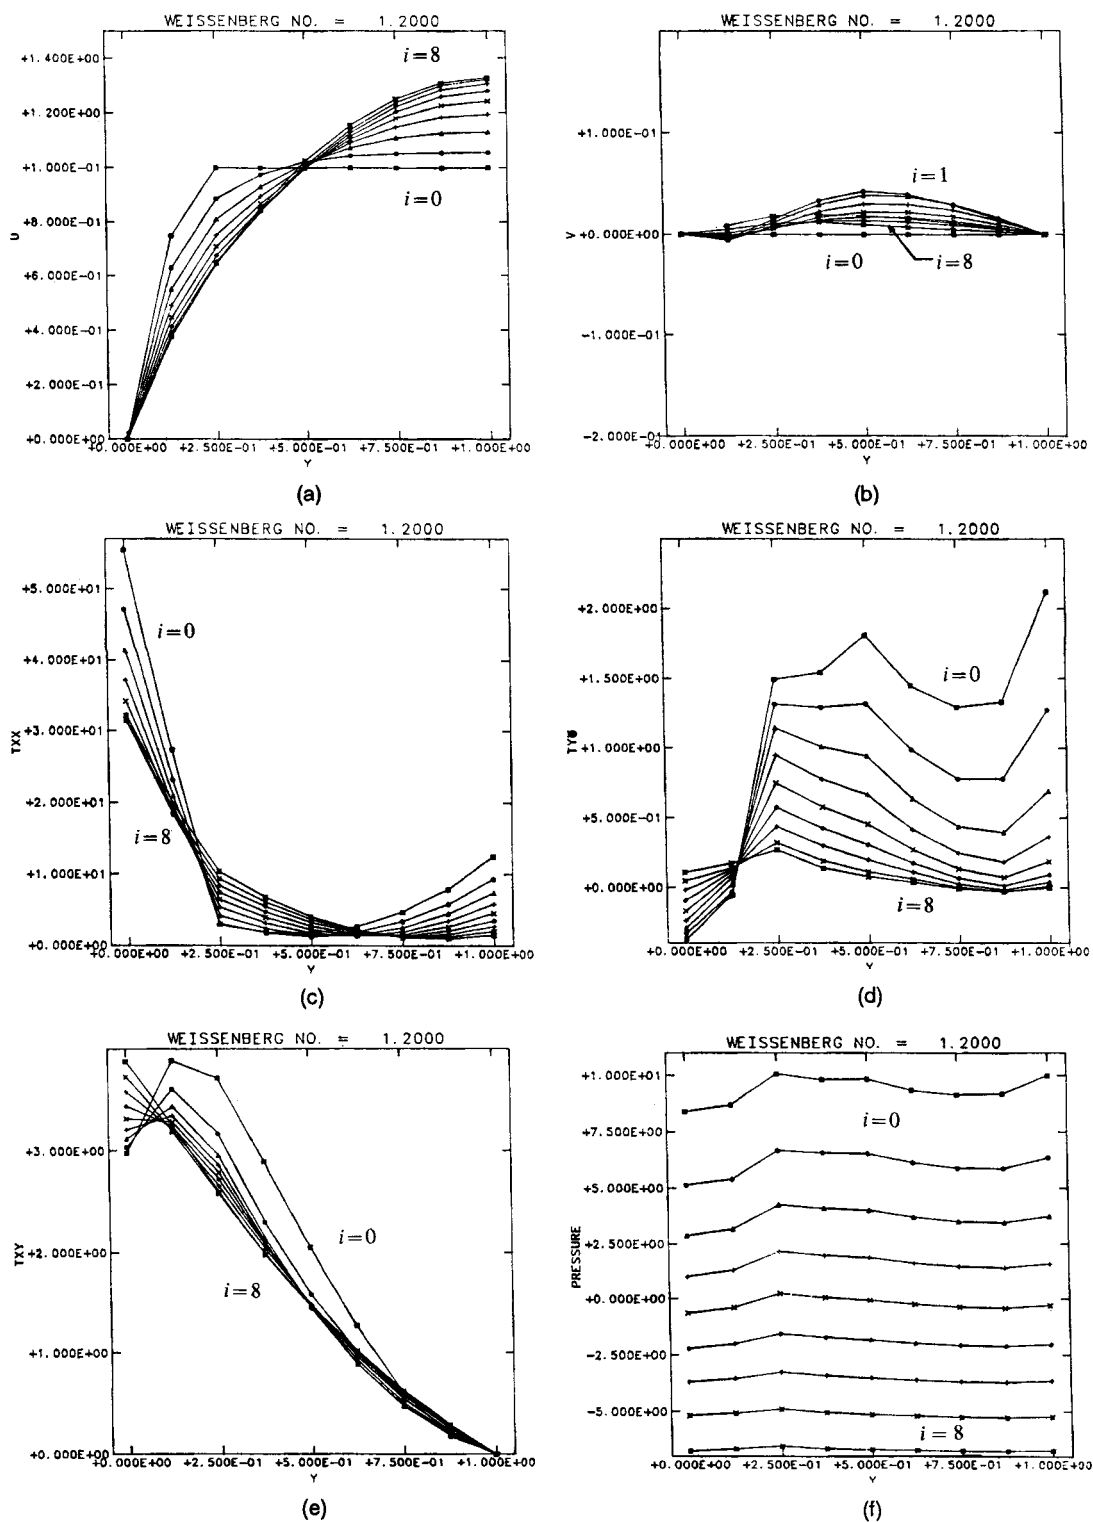 WEISSENBERG NO. = 1.2000
+1.400E+00
+1.200E+00
+1.000E-01
+8.000E-01
+6.000E-01
+4.000E-01
+2.000E-01
+0.000E+00
U
i=8
i=0
+0.000E+00 +2.500E-01 +5.000E-01 +7.500E-01 +1.000E+00
Y
(a)
WEISSENBERG NO. = 1.2000
+1.000E-01
+0.000E+00
-1.000E-01
-2.000E-01
V
i=1
i=0
i=8
+0.000E+00 +2.500E-01 +5.000E-01 +7.500E-01 +1.000E+00
Y
(b)
WEISSENBERG NO. = 1.2000
+5.000E+01
+4.000E+01
+3.000E+01
+2.000E+01
+1.000E+01
+0.000E+00
TXX
i=0
i=8
+0.000E+00 +2.500E-01 +5.000E-01 +7.500E-01 +1.000E+00
Y
(c)
WEISSENBERG NO. = 1.2000
+2.000E+00
+1.500E+00
+1.000E+00
+5.000E-01
+0.000E+00
i=0
i=8
+0.000E+00 +2.500E-01 +5.000E-01 +7.500E-01 +1.000E+00
Y
(d)
WEISSENBERG NO. = 1.2000
+3.000E+00
+2.000E+00
+1.000E+00
+0.000E+00
TXY
i=0
i=8
+0.000E+00 +2.500E-01 +5.000E-01 +7.500E-01 +1.000E+00
Y
(e)
WEISSENBERG NO. = 1.2000
+1.000E+01
+7.500E+00
+5.000E+00
+2.500E+00
+0.000E+00
-2.500E+00
-5.000E+00
PRESSURE
i=0
i = 8
+0.000E+00 +2.500E-01 +5.000E-01 +7.500E-01 +1.000E+00
Y
(f)